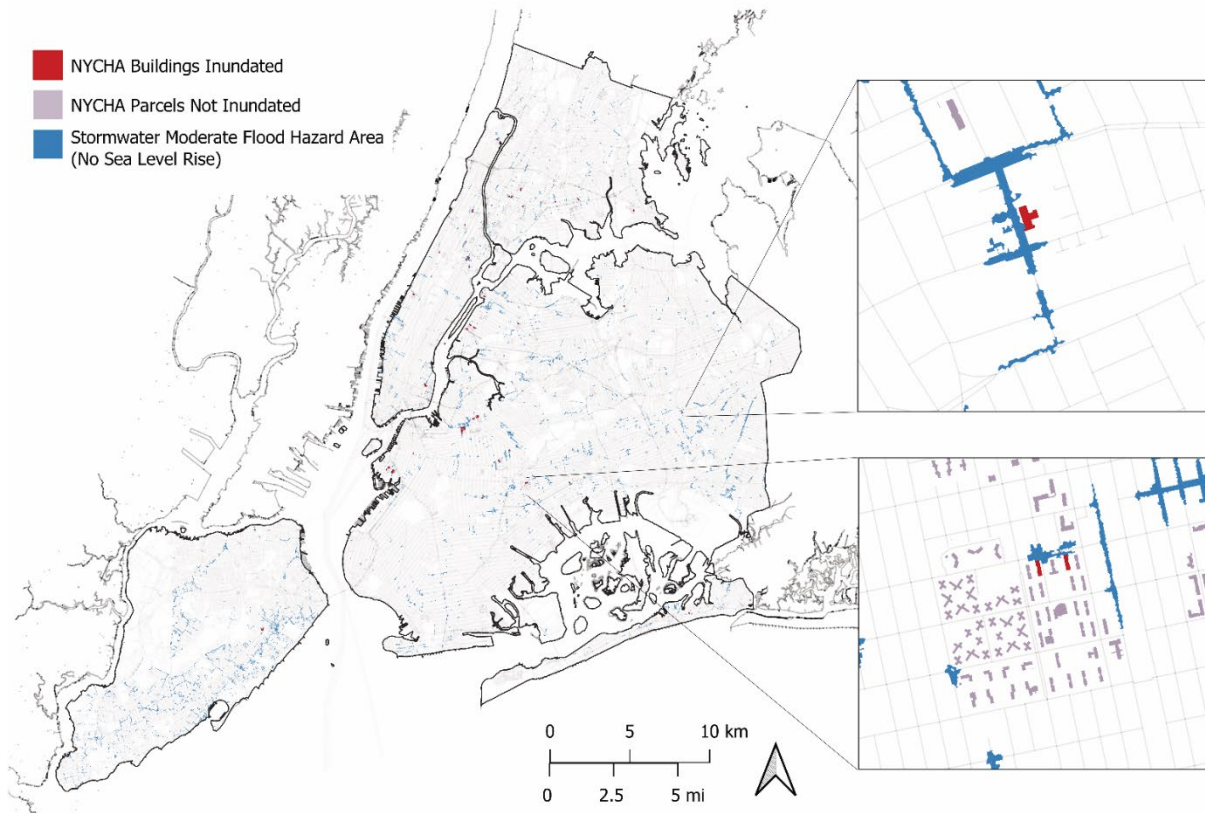 NYCHA Buildings Inundated
NYCHA Parcels Not Inundated
Stormwater Moderate Flood Hazard Area
(No Sea Level Rise)
0 5 10 km
0 2.5 5 mi